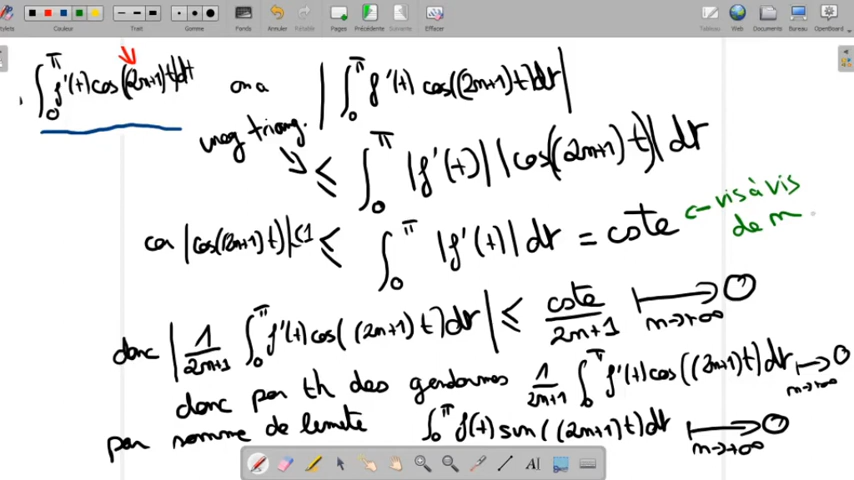 Stylos Trait Gomme Fonds Annuler Rétablir Pages Précédente Suivante Effacer Tableau Web Documents Bureau OpenBoard
∫₀^π f'(t) cos((2n+1)t)dt on a | ∫₀^π f'(t) cos((2n+1)t)dt |
ineg triang. ≤ ∫₀^π |f'(t)| |cos((2n+1)t)| dt
car |cos((2n+1)t)| ≤ 1 ≤ ∫₀^π |f'(t)| dt = cste ← vis à vis
de n
donc | 1/(2n+1) ∫₀^π f'(t) cos((2n+1)t)dt | ≤ cste/(2n+1) → 0 n→+∞
donc par th des gendarmes 1/(2n+1) ∫₀^π f'(t) cos((2n+1)t)dt → 0 n→+∞
par somme de limite ∫₀^π f(t) sin((2n+1)t)dt → 0 n→+∞